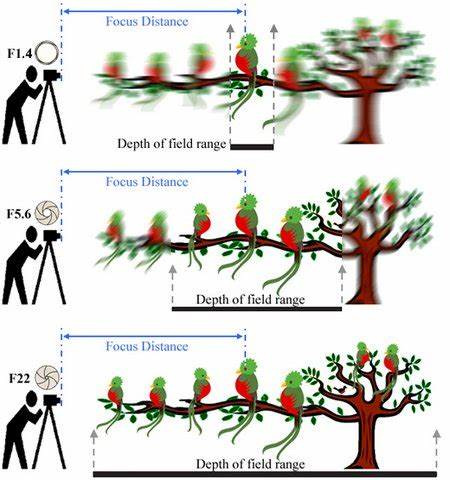 Focus Distance
F1.4
Depth of field range
Focus Distance
F5.6
Depth of field range
Focus Distance
F22
Depth of field range